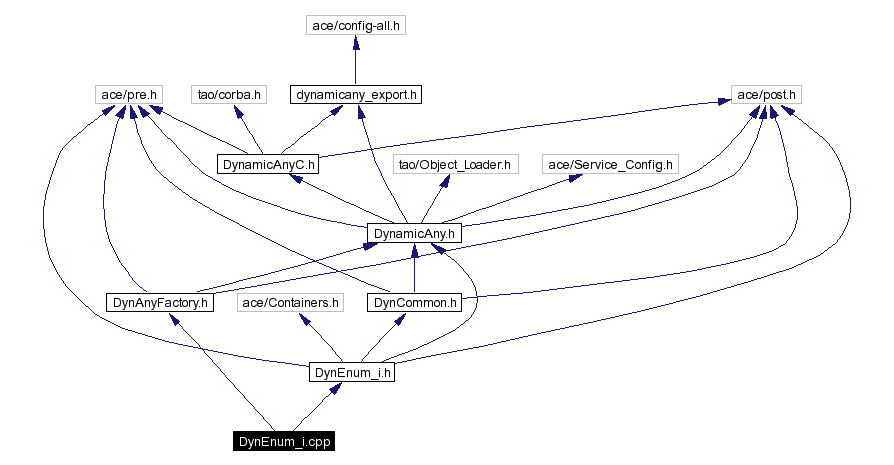 ace/config-all.h
ace/pre.h
tao/corba.h
dynamicany_export.h
ace/post.h
DynamicAnyC.h
tao/Object_Loader.h
ace/Service_Config.h
DynamicAny.h
DynAnyFactory.h
ace/Containers.h
DynCommon.h
DynEnum_i.h
DynEnum_i.cpp